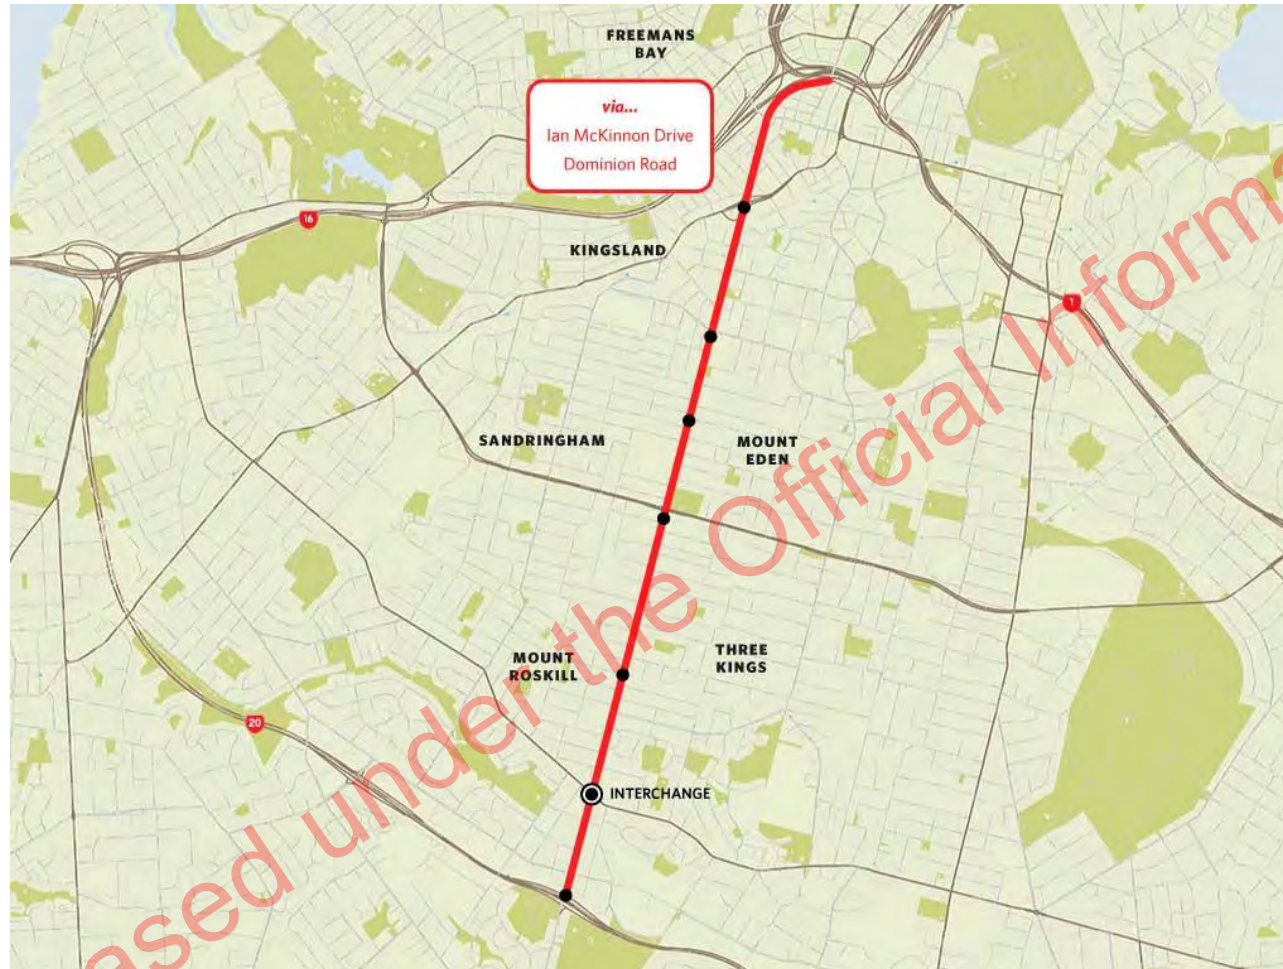 FREEMANS
BAY
via...
Ian McKinnon Drive
Dominion Road
16
KINGSLAND
1
SANDRINGHAM
MOUNT
EDEN
MOUNT
ROSKILL
THREE
KINGS
20
INTERCHANGE
ased under the Official Informa